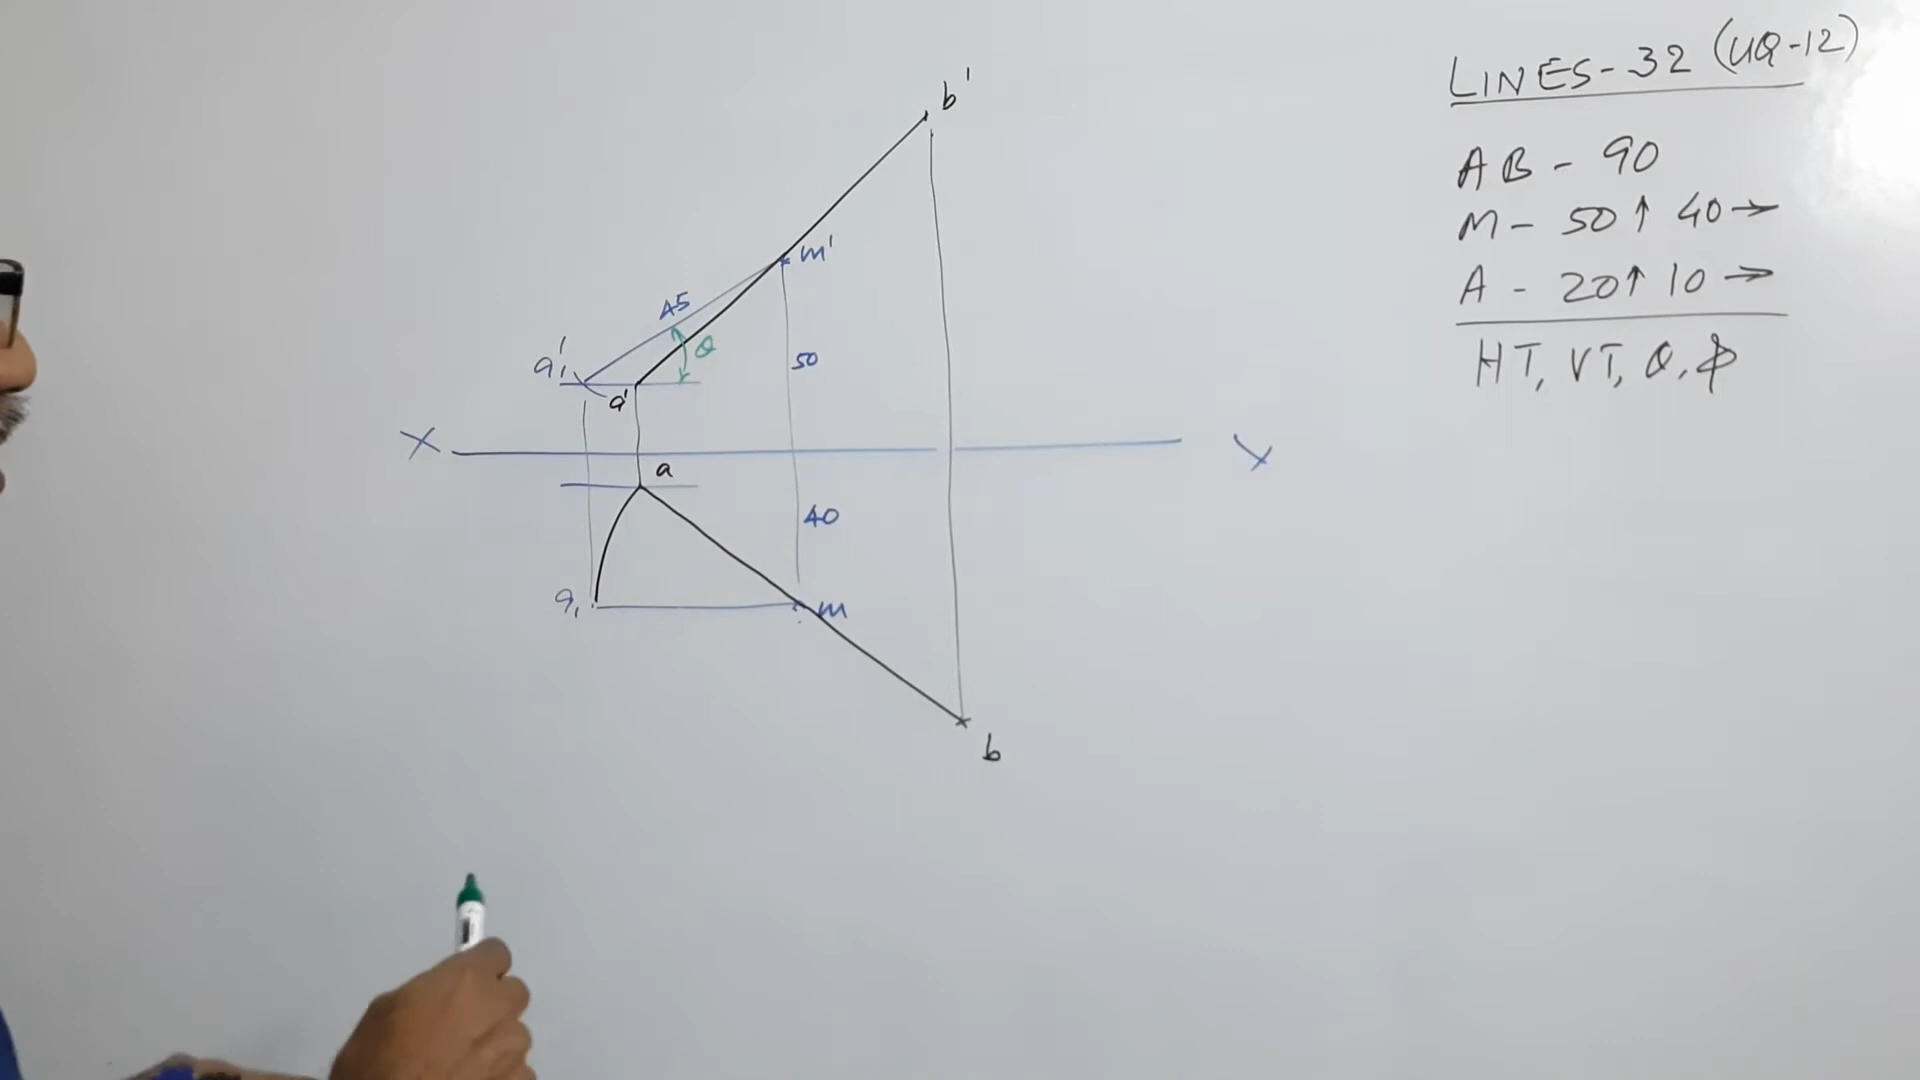 LINES-32 (UQ-12)
AB - 90
M - 50↑ 40→
A - 20↑ 10→
HT, VT, θ, φ
b'
m'
45
θ
50
a₁'
a'
X
Y
a
40
a₁
m
b